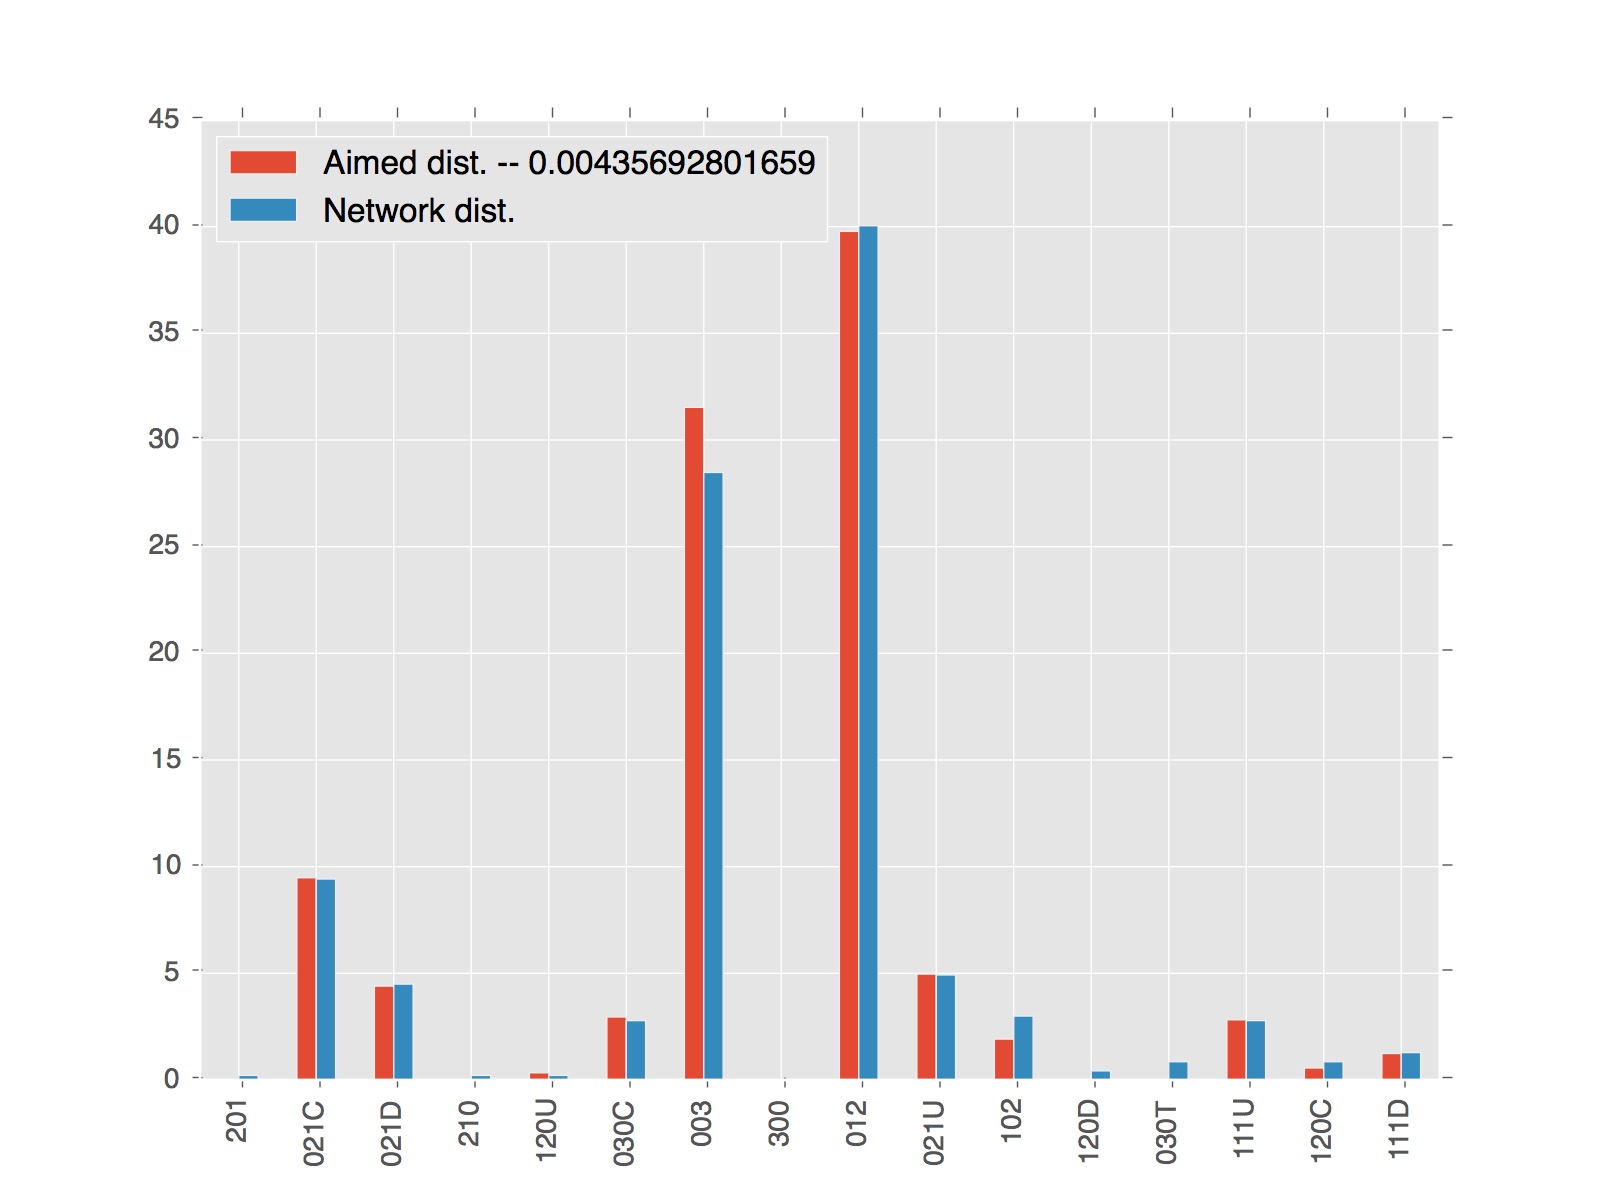 45
40
35
30
25
20
15
10
5
0
Aimed dist. -- 0.00435692801659
Network dist.
201
021C
021D
210
120U
030C
003
300
012
021U
102
120D
030T
111U
120C
111D